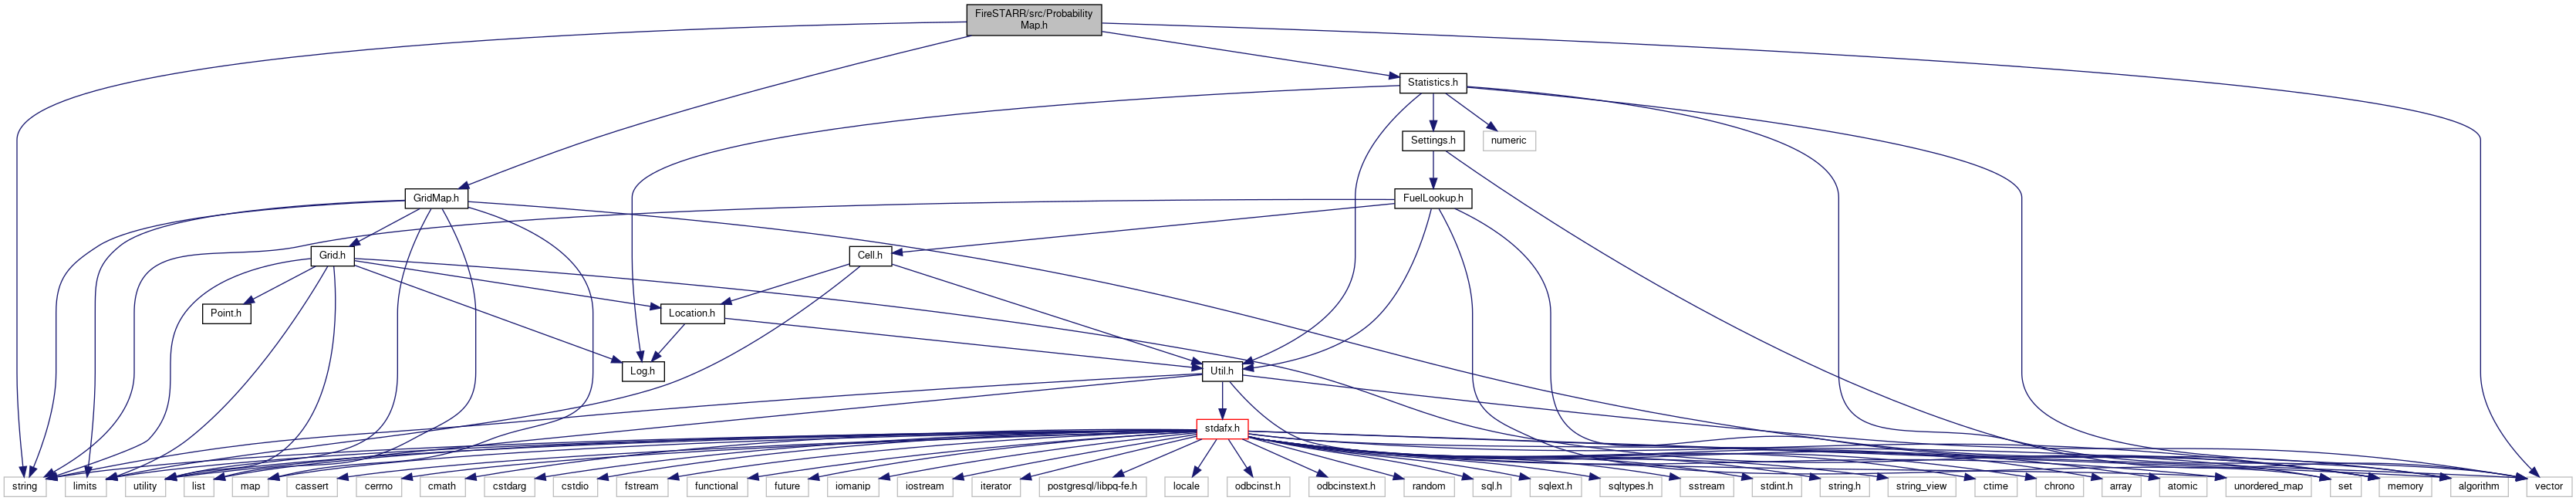 FireSTARR/src/Probability
Map.h
Statistics.h
Settings.h
numeric
GridMap.h
FuelLookup.h
Grid.h
Cell.h
Point.h
Location.h
Log.h
Util.h
stdafx.h
string
limits
utility
list
map
cassert
cerrno
cmath
cstdarg
cstdio
fstream
functional
future
iomanip
iostream
iterator
postgresql/libpq-fe.h
locale
odbcinst.h
odbcinstext.h
random
sql.h
sqlext.h
sqltypes.h
sstream
stdint.h
string.h
string_view
ctime
chrono
array
atomic
unordered_map
set
memory
algorithm
vector